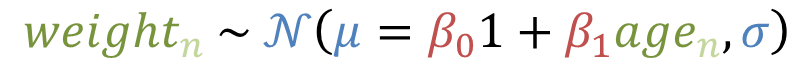 weightₙ ~ 𝒩(μ = β₀1 + β₁ageₙ, σ)